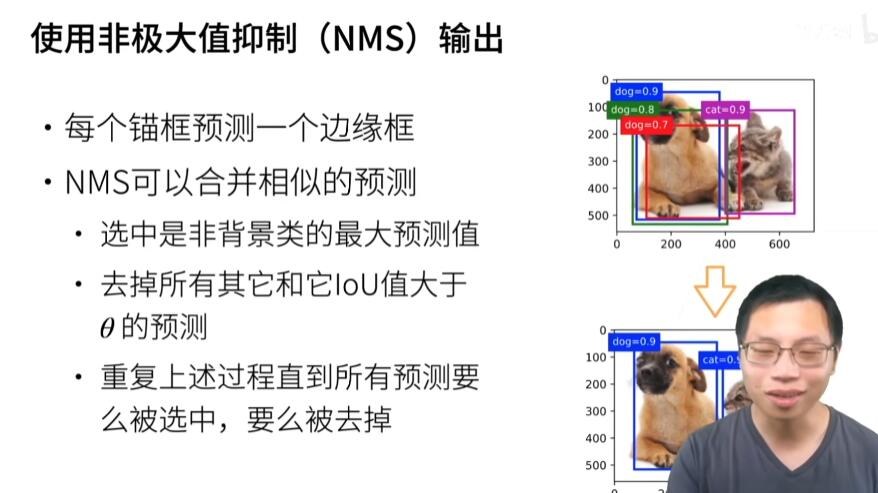 使用非极大值抑制（NMS）输出
• 每个锚框预测一个边缘框
• NMS可以合并相似的预测
• 选中是非背景类的最大预测值
• 去掉所有其它和它IoU值大于
θ 的预测
• 重复上述过程直到所有预测要
么被选中，要么被去掉
0
dog=0.9
100
dog=0.8
cat=0.9
dog=0.7
200
300
400
500
0 200 400 600
0
dog=0.9
100
200
300
400
500